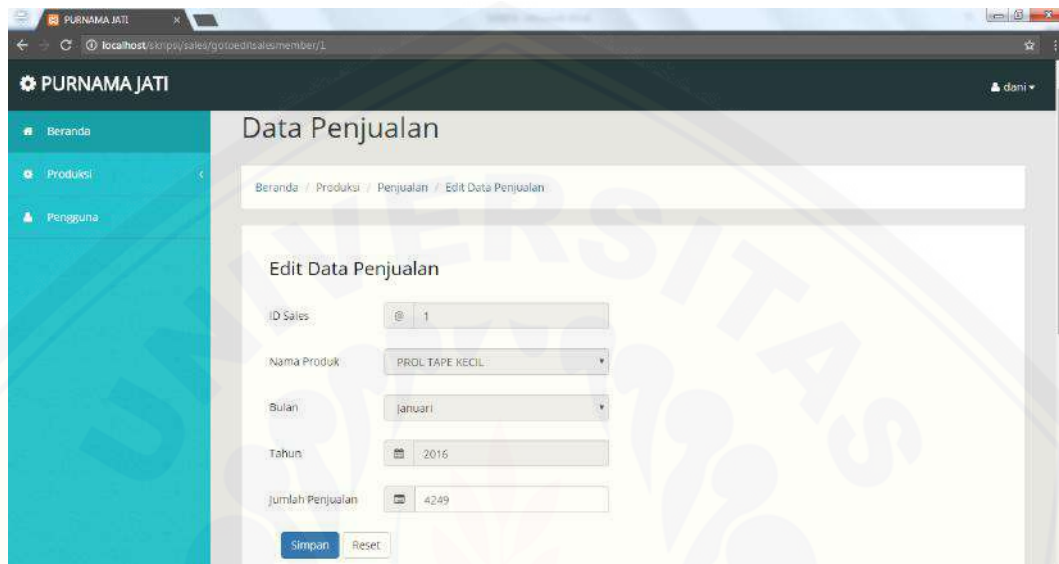 PURNAMA JATI
localhost/skripsi/sales/gotoeditsalesmember/1
PURNAMA JATI
dani
Beranda
Produksi
Pengguna
Data Penjualan
Beranda / Produksi / Penjualan / Edit Data Penjualan
Edit Data Penjualan
ID Sales @ 1
Nama Produk PROL TAPE KECIL
Bulan Januari
Tahun 2016
Jumlah Penjualan 4249
Simpan Reset
UNIVERSITAS